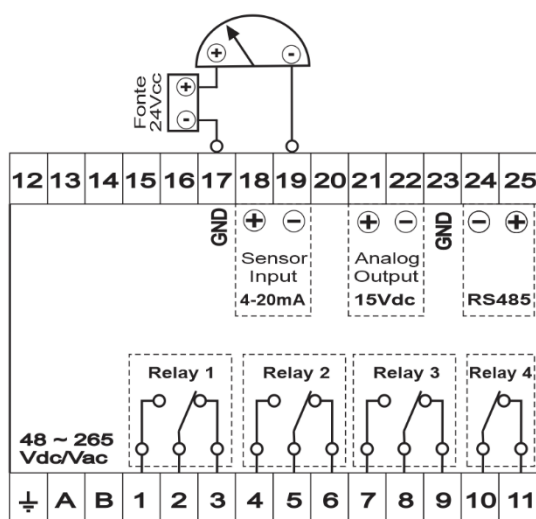 + -
Fonte
24Vcc
+
-
12 13 14 15 16 17 18 19 20 21 22 23 24 25
GND + − + − GND − +
Sensor
Input
4-20mA
Analog
Output
15Vdc
RS485
Relay 1 Relay 2 Relay 3 Relay 4
48 ~ 265
Vdc/Vac
A B 1 2 3 4 5 6 7 8 9 10 11